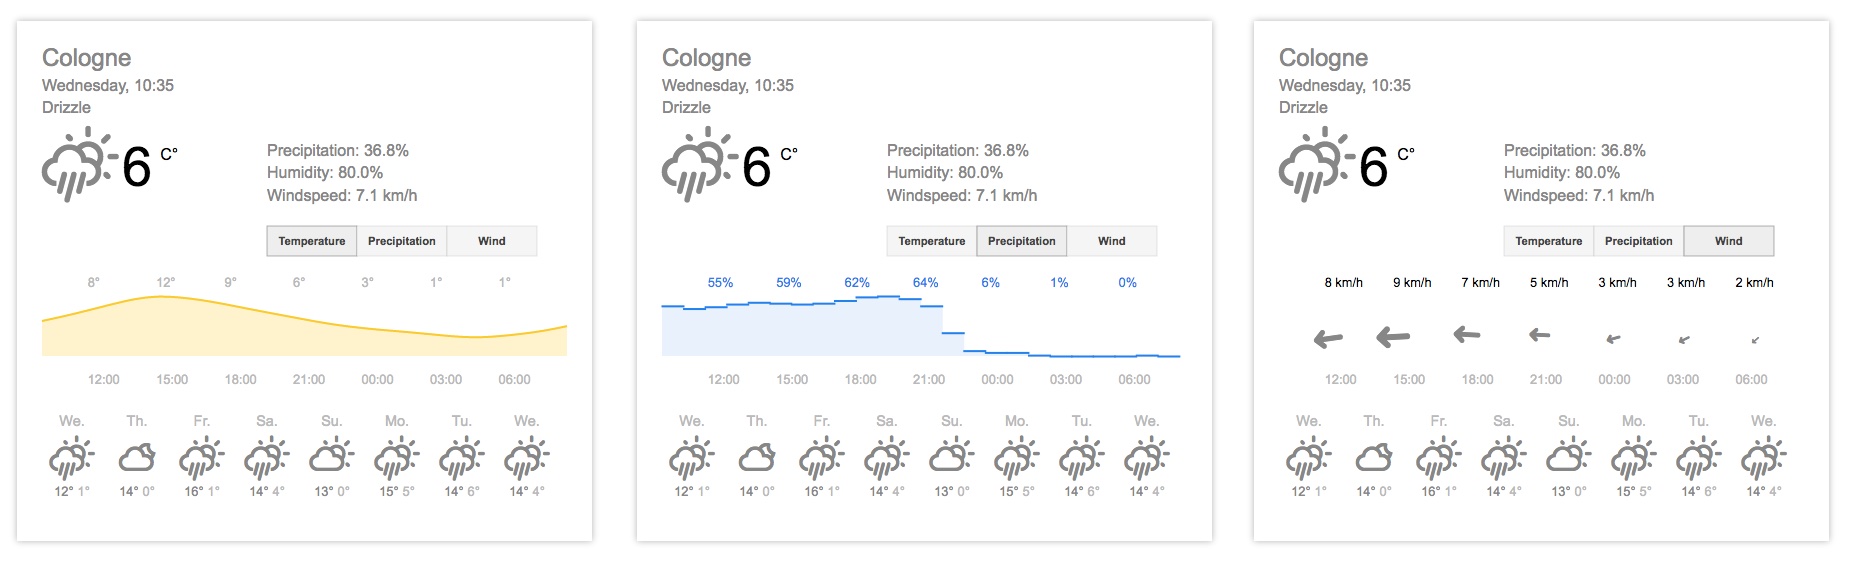 Cologne
Wednesday, 10:35
Drizzle
6 C°
Precipitation: 36.8%
Humidity: 80.0%
Windspeed: 7.1 km/h
Temperature Precipitation Wind
8° 12° 9° 6° 3° 1° 1°
12:00 15:00 18:00 21:00 00:00 03:00 06:00
We. Th. Fr. Sa. Su. Mo. Tu. We.
12° 1° 14° 0° 16° 1° 14° 4° 13° 0° 15° 5° 14° 6° 14° 4°
Cologne
Wednesday, 10:35
Drizzle
6 C°
Precipitation: 36.8%
Humidity: 80.0%
Windspeed: 7.1 km/h
Temperature Precipitation Wind
55% 59% 62% 64% 6% 1% 0%
12:00 15:00 18:00 21:00 00:00 03:00 06:00
We. Th. Fr. Sa. Su. Mo. Tu. We.
12° 1° 14° 0° 16° 1° 14° 4° 13° 0° 15° 5° 14° 6° 14° 4°
Cologne
Wednesday, 10:35
Drizzle
6 C°
Precipitation: 36.8%
Humidity: 80.0%
Windspeed: 7.1 km/h
Temperature Precipitation Wind
8 km/h 9 km/h 7 km/h 5 km/h 3 km/h 3 km/h 2 km/h
12:00 15:00 18:00 21:00 00:00 03:00 06:00
We. Th. Fr. Sa. Su. Mo. Tu. We.
12° 1° 14° 0° 16° 1° 14° 4° 13° 0° 15° 5° 14° 6° 14° 4°